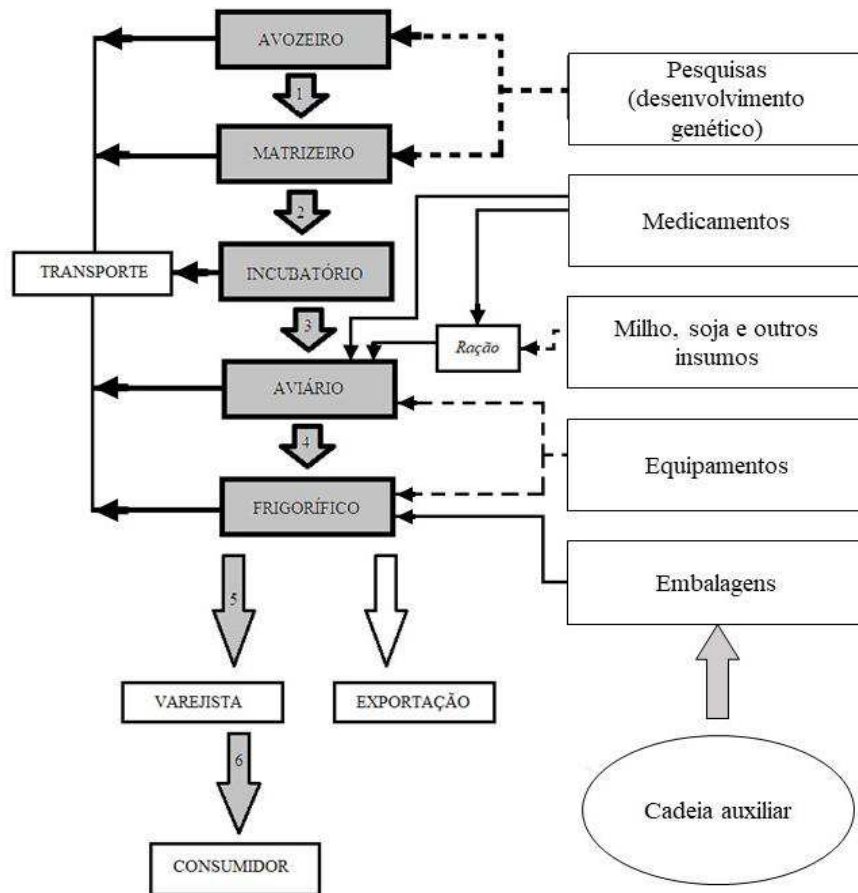 AVOZEIRO
1
MATRIZEIRO
2
TRANSPORTE
INCUBATÓRIO
3
AVIÁRIO
4
FRIGORÍFICO
5
VAREJISTA
EXPORTAÇÃO
6
CONSUMIDOR
Pesquisas
(desenvolvimento
genético)
Medicamentos
Ração
Milho, soja e outros
insumos
Equipamentos
Embalagens
Cadeia auxiliar